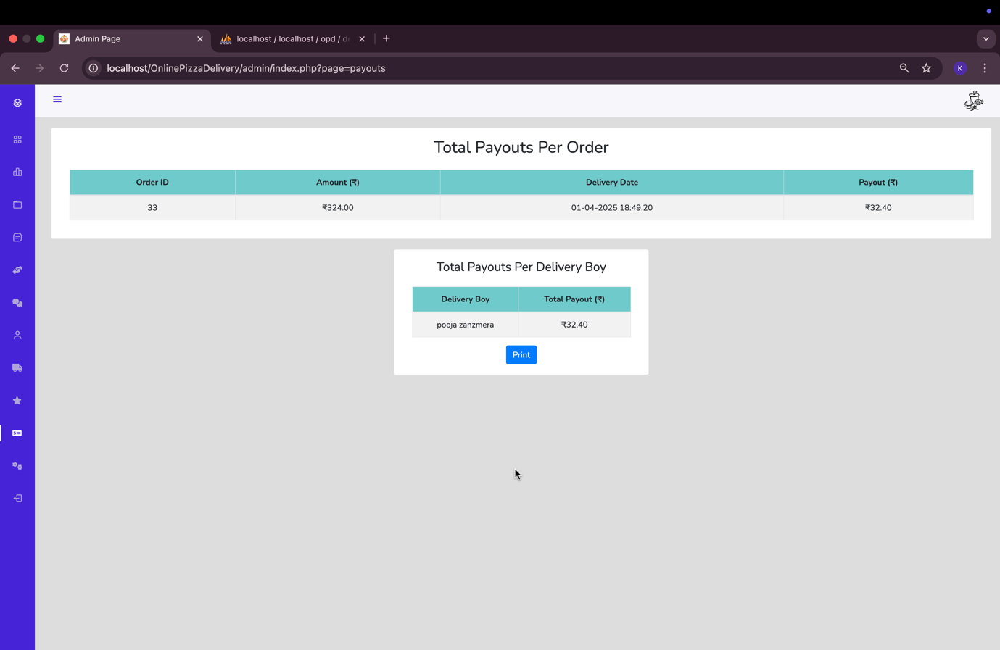 Admin Page
localhost / localhost / opd /
localhost/OnlinePizzaDelivery/admin/index.php?page=payouts
K
Total Payouts Per Order
Order ID Amount (₹) Delivery Date Payout (₹)
33 ₹324.00 01-04-2025 18:49:20 ₹32.40
Total Payouts Per Delivery Boy
Delivery Boy Total Payout (₹)
pooja zanzmera ₹32.40
Print